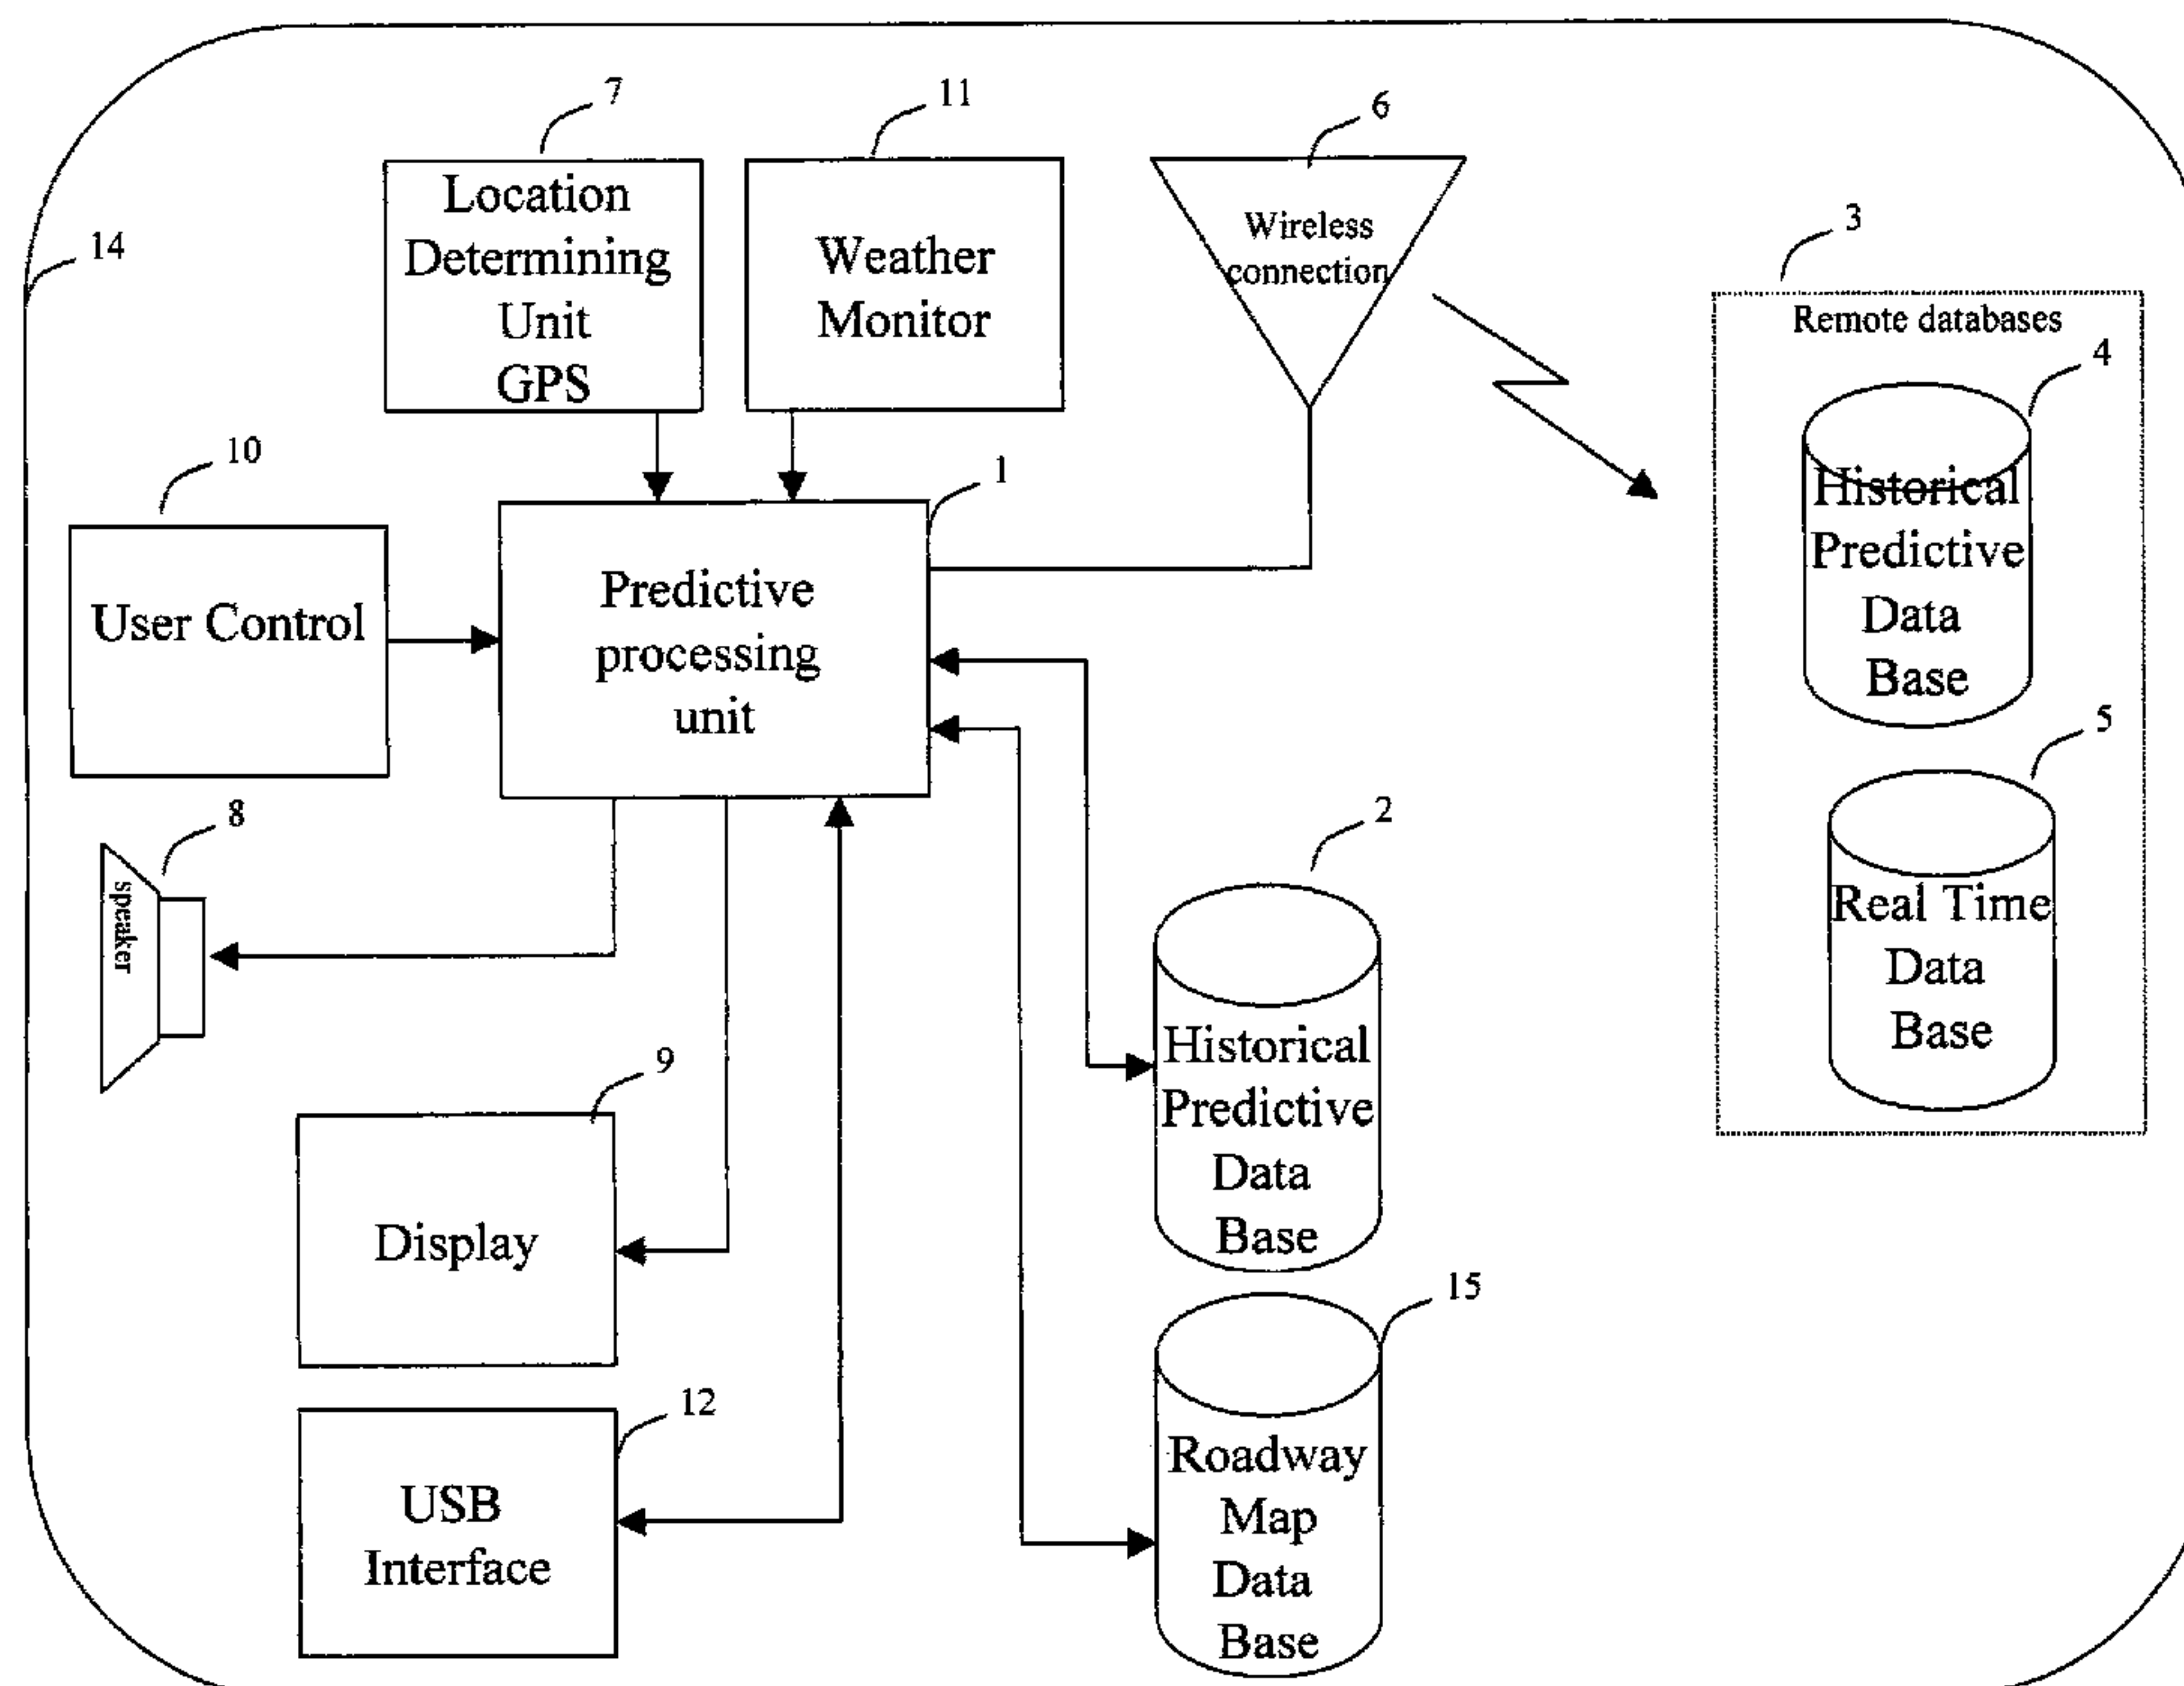 7
11
6
Location
Determining
Unit
GPS
Weather
Monitor
Wireless
connection
3
14
Remote databases
4
Historical
Predictive
Data
Base
10
1
User Control
Predictive
processing
unit
5
Real Time
Data
Base
8
speaker
2
Historical
Predictive
Data
Base
9
Display
15
Roadway
Map
Data
Base
12
USB
Interface